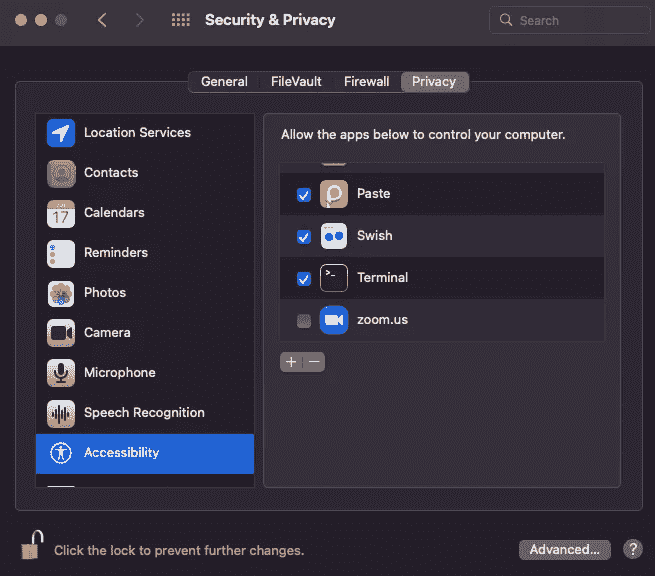 Security & Privacy
Search
General
FileVault
Firewall
Privacy
Location Services
Contacts
17
Calendars
Reminders
Photos
Camera
Microphone
Speech Recognition
Accessibility
Allow the apps below to control your computer.
Paste
Swish
>_
Terminal
zoom.us
+
−
Click the lock to prevent further changes.
Advanced...
?